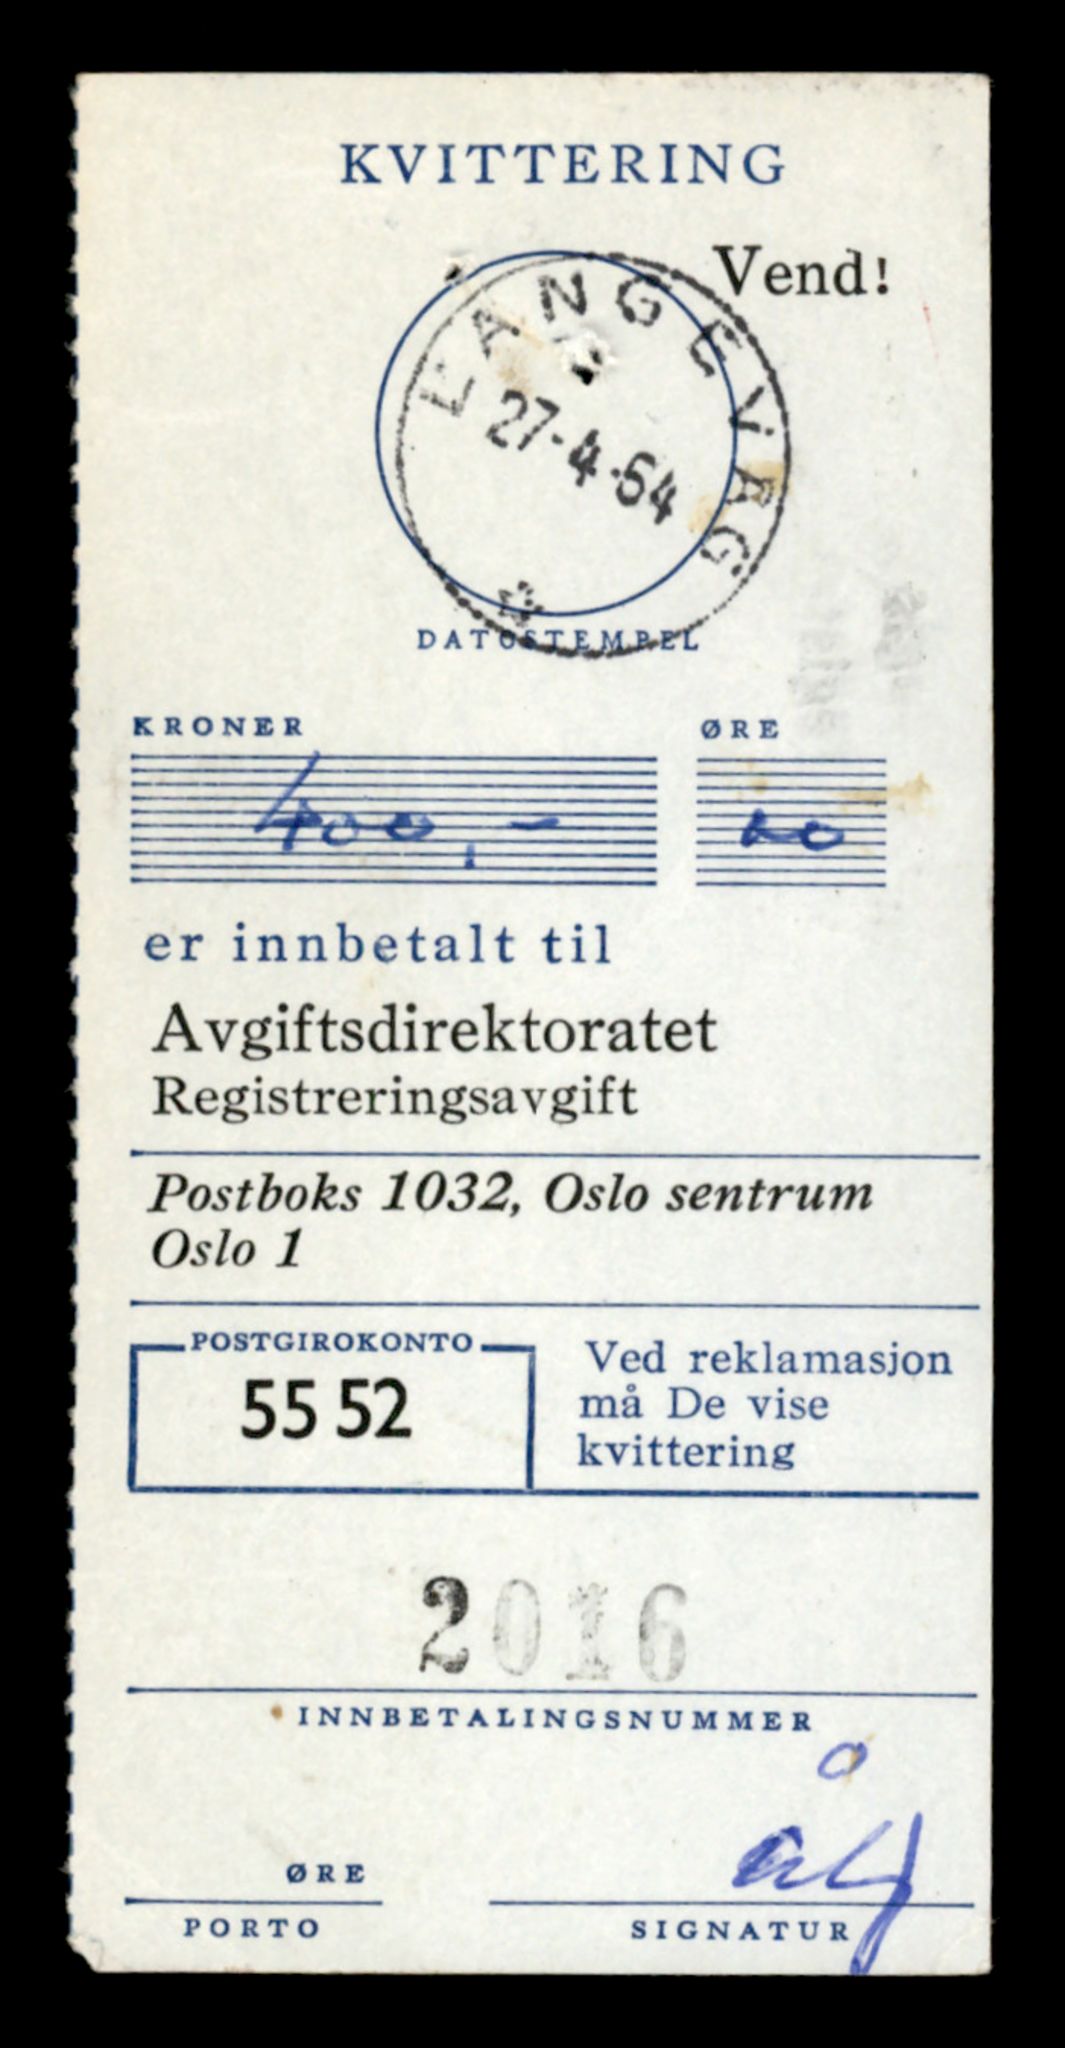 KVITTERING
Vend!
LANGEVÅG
27-4-64
DATOSTEMPEL
KRONER
ØRE
400,-
er innbetalt til
Avgiftsdirektoratet
Registreringsavgift
Postboks 1032, Oslo sentrum
Oslo 1
POSTGIROKONTO
55 52
Ved reklamasjon
må De vise
kvittering
2016
INNBETALINGSNUMMER
ØRE
PORTO
SIGNATUR